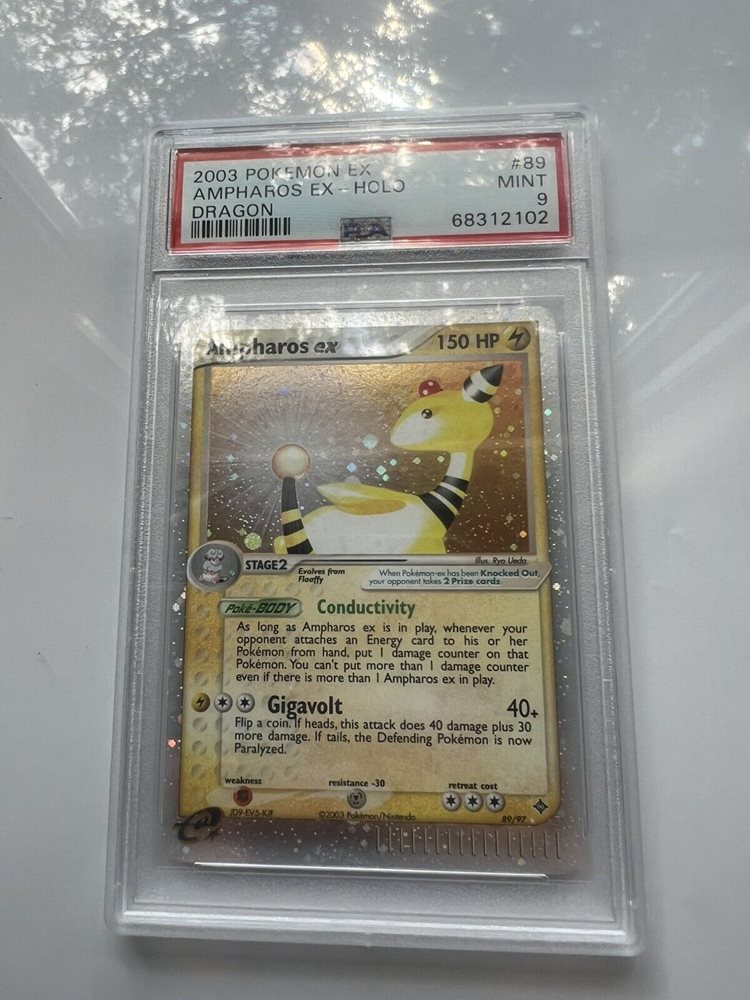 2003 POKEMON EX #89
AMPHAROS EX - HOLO MINT
DRAGON 9
PSA 68312102
Ampharos ex 150 HP
Illus. Ryo Ueda
STAGE2 Evolves from
Flaaffy
When Pokémon-ex has been Knocked Out,
your opponent takes 2 Prize cards.
Poké-BODY Conductivity
As long as Ampharos ex is in play, whenever your
opponent attaches an Energy card to his or her
Pokémon from hand, put 1 damage counter on that
Pokémon. You can't put more than 1 damage counter
even if there is more than 1 Ampharos ex in play.
Gigavolt 40+
Flip a coin. If heads, this attack does 40 damage plus 30
more damage. If tails, the Defending Pokémon is now
Paralyzed.
weakness resistance -30 retreat cost
J09-EV5-KJF ©2003 Pokémon/Nintendo 89/97